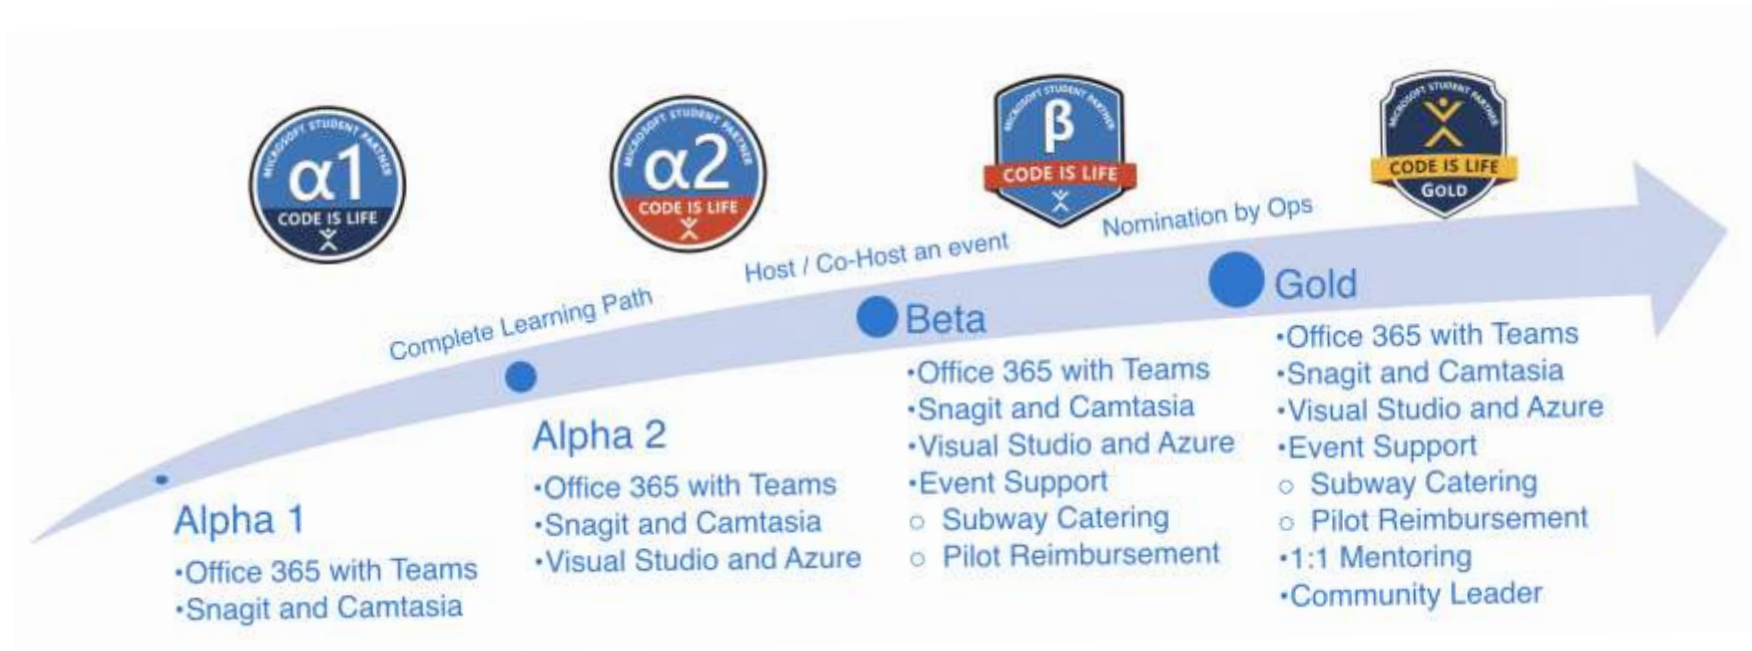 MICROSOFT STUDENT PARTNER
α1
CODE IS LIFE
MICROSOFT STUDENT PARTNER
α2
CODE IS LIFE
MICROSOFT STUDENT PARTNER
β
CODE IS LIFE
MICROSOFT STUDENT PARTNER
CODE IS LIFE
GOLD
Complete Learning Path
Host / Co-Host an event
Nomination by Ops
Alpha 1
•Office 365 with Teams
•Snagit and Camtasia
Alpha 2
•Office 365 with Teams
•Snagit and Camtasia
•Visual Studio and Azure
Beta
•Office 365 with Teams
•Snagit and Camtasia
•Visual Studio and Azure
•Event Support
○ Subway Catering
○ Pilot Reimbursement
Gold
•Office 365 with Teams
•Snagit and Camtasia
•Visual Studio and Azure
•Event Support
○ Subway Catering
○ Pilot Reimbursement
•1:1 Mentoring
•Community Leader